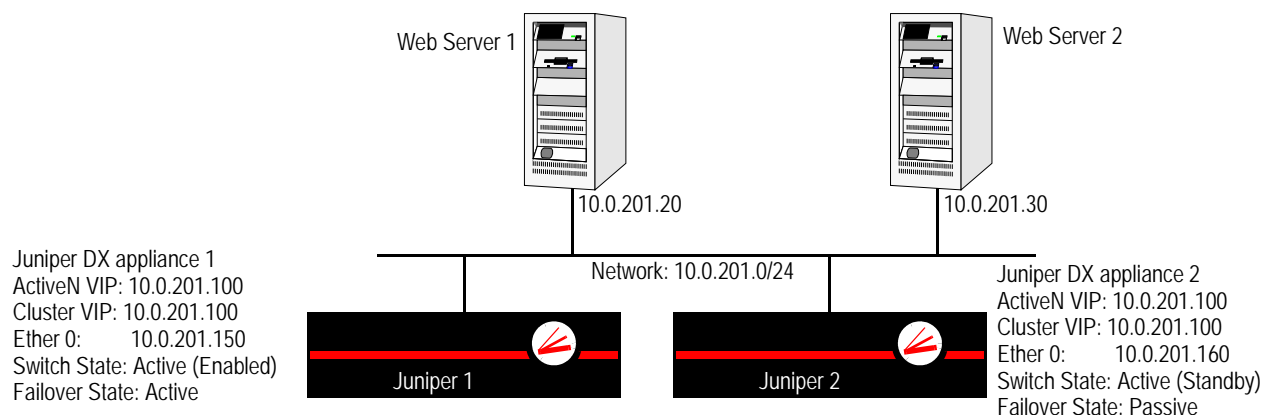 Web Server 1
Web Server 2
10.0.201.20
10.0.201.30
Network: 10.0.201.0/24
Juniper DX appliance 1
ActiveN VIP: 10.0.201.100
Cluster VIP: 10.0.201.100
Ether 0: 10.0.201.150
Switch State: Active (Enabled)
Failover State: Active
Juniper 1
Juniper 2
Juniper DX appliance 2
ActiveN VIP: 10.0.201.100
Cluster VIP: 10.0.201.100
Ether 0: 10.0.201.160
Switch State: Active (Standby)
Failover State: Passive